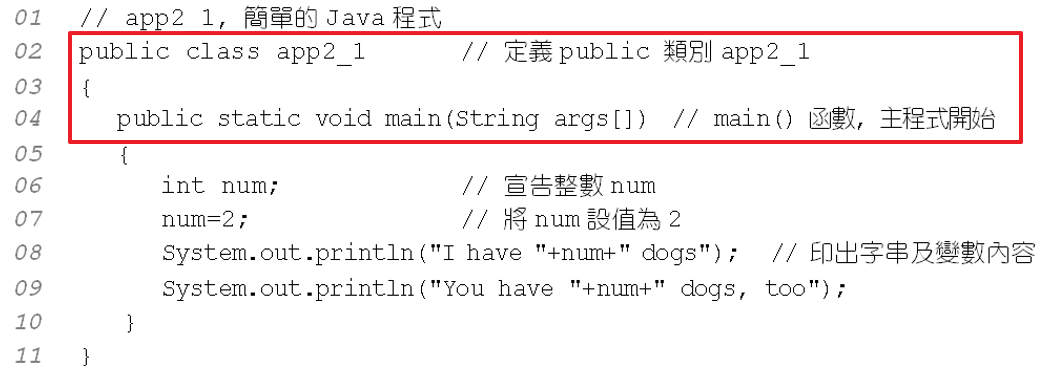 01 // app2 1, 簡單的 Java 程式
02 public class app2_1 // 定義 public 類別 app2_1
03 {
04 public static void main(String args[]) // main() 函數, 主程式開始
05 {
06 int num; // 宣告整數 num
07 num=2; // 將 num 設值為 2
08 System.out.println("I have "+num+" dogs"); // 印出字串及變數內容
09 System.out.println("You have "+num+" dogs, too");
10 }
11 }